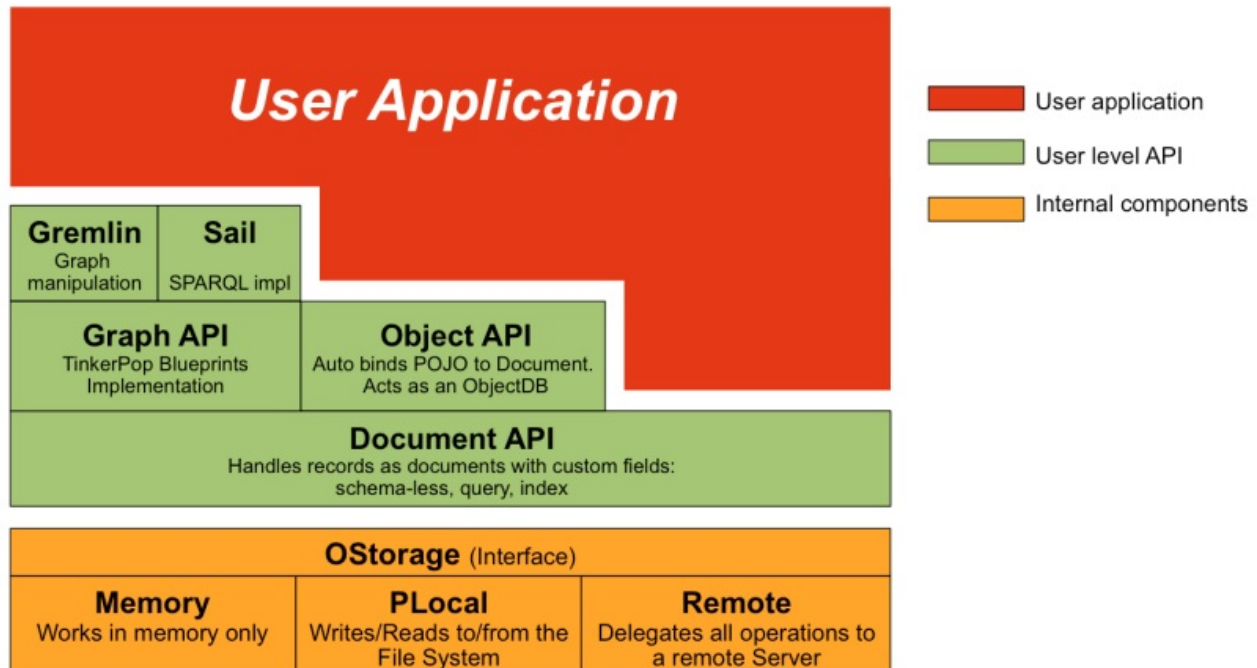 User Application
User application
User level API
Internal components
Gremlin
Graph
manipulation
Sail
SPARQL impl
Graph API
TinkerPop Blueprints
Implementation
Object API
Auto binds POJO to Document.
Acts as an ObjectDB
Document API
Handles records as documents with custom fields:
schema-less, query, index
OStorage (Interface)
Memory
Works in memory only
PLocal
Writes/Reads to/from the
File System
Remote
Delegates all operations to
a remote Server